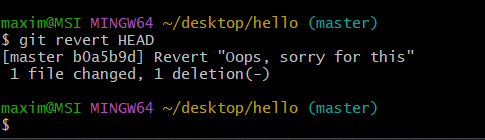 maxim@MSI MINGW64 ~/desktop/hello (master)
$ git revert HEAD
[master b0a5b9d] Revert "Oops, sorry for this"
 1 file changed, 1 deletion(-)
maxim@MSI MINGW64 ~/desktop/hello (master)
$